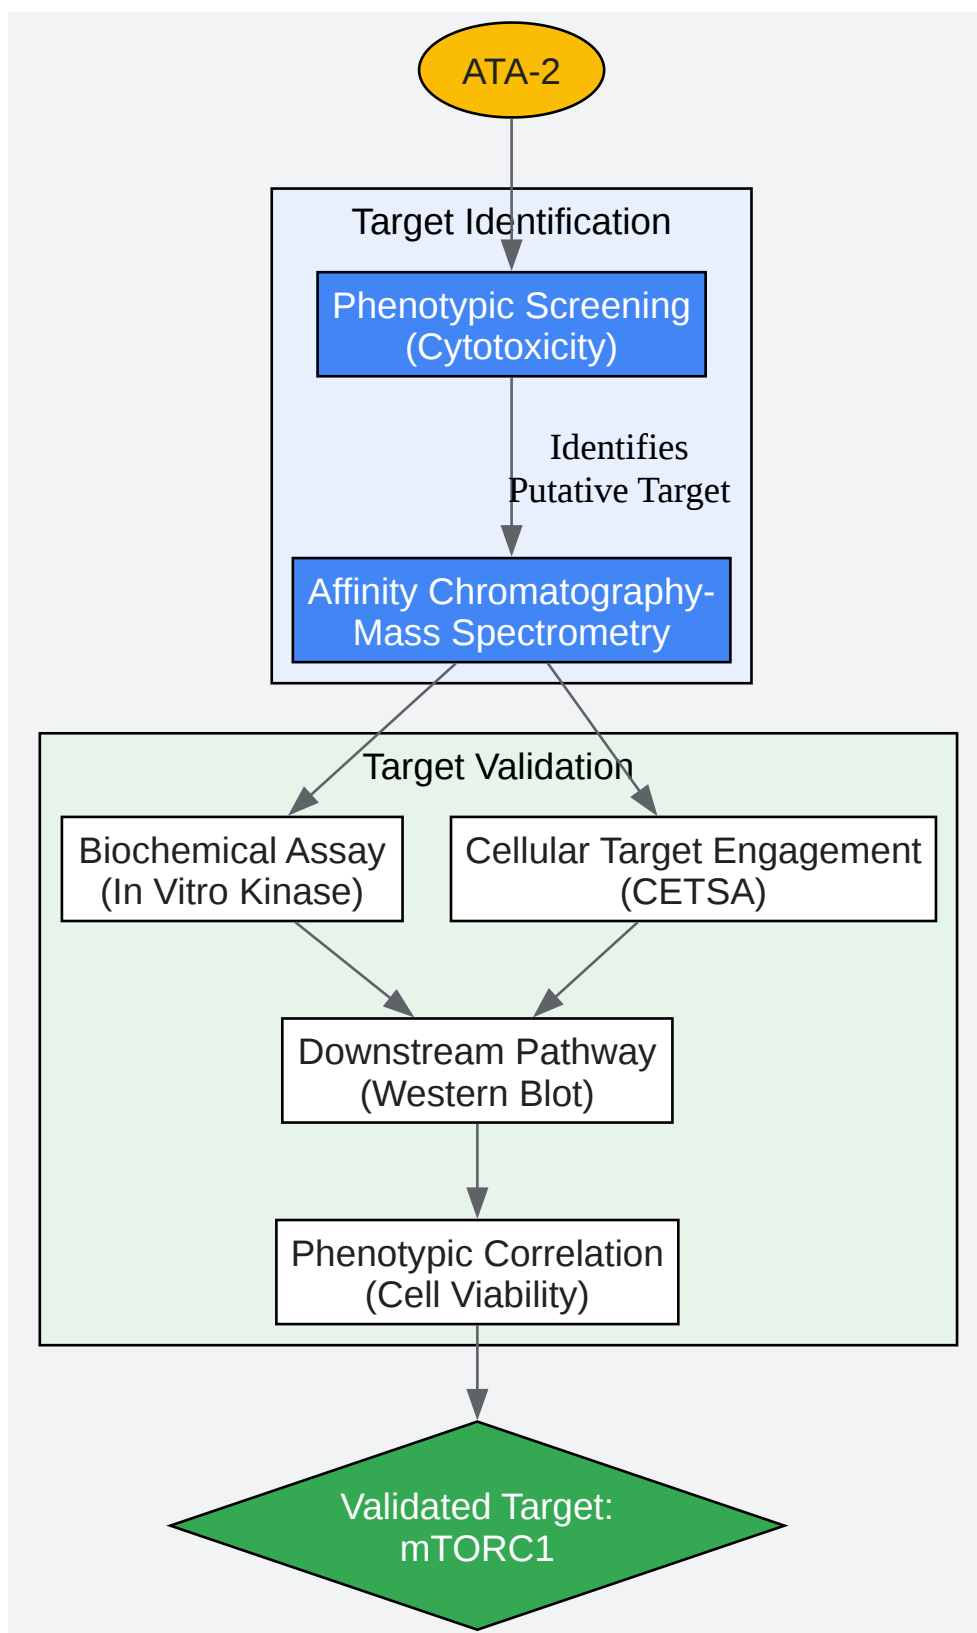 ATA-2
Target Identification
Phenotypic Screening
(Cytotoxicity)
Identifies
Putative Target
Affinity Chromatography-
Mass Spectrometry
Target Validation
Biochemical Assay
(In Vitro Kinase)
Cellular Target Engagement
(CETSA)
Downstream Pathway
(Western Blot)
Phenotypic Correlation
(Cell Viability)
Validated Target:
mTORC1